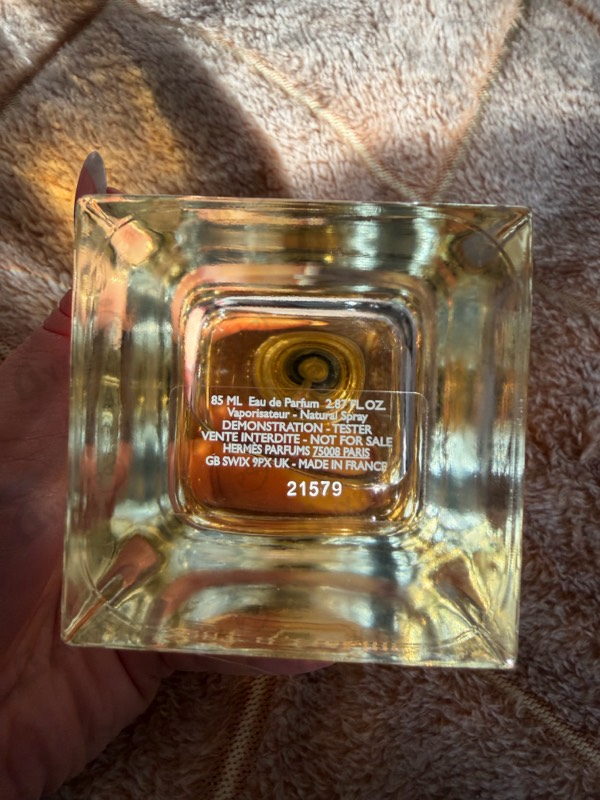 85 ML Eau de Parfum 2.87 FL.OZ.
Vaporisateur - Natural Spray
DEMONSTRATION - TESTER
VENTE INTERDITE - NOT FOR SALE
HERMÈS PARFUMS 75008 PARIS
GB SWIX 9PX UK - MADE IN FRANCE
21579